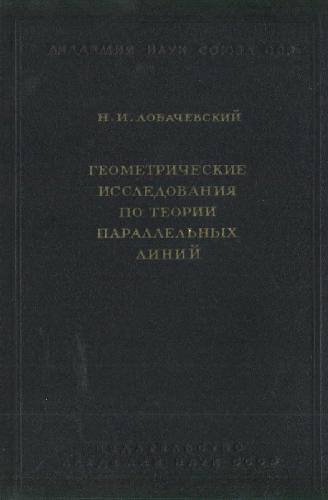 АКАДЕМИЯ НАУК СОЮЗА ССР
Н. И. ЛОБАЧЕВСКИЙ
ГЕОМЕТРИЧЕСКИЕ
ИССЛЕДОВАНИЯ
ПО ТЕОРИИ
ПАРАЛЛЕЛЬНЫХ
ЛИНИЙ
ИЗДАТЕЛЬСТВО
АКАДЕМИИ НАУК СССР